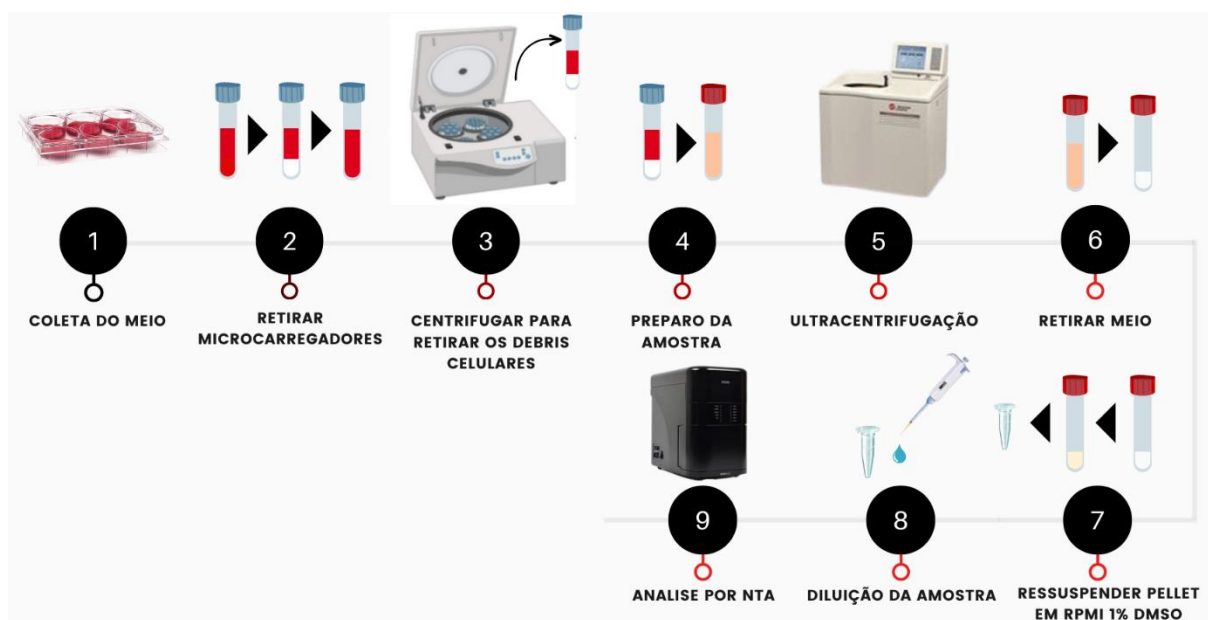 1
COLETA DO MEIO
2
RETIRAR
MICROCARREGADORES
3
CENTRIFUGAR PARA
RETIRAR OS DEBRIS
CELULARES
4
PREPARO DA
AMOSTRA
5
ULTRACENTRIFUGAÇÃO
6
RETIRAR MEIO
7
RESSUSPENDER PELLET
EM RPMI 1% DMSO
8
DILUIÇÃO DA AMOSTRA
9
ANALISE POR NTA